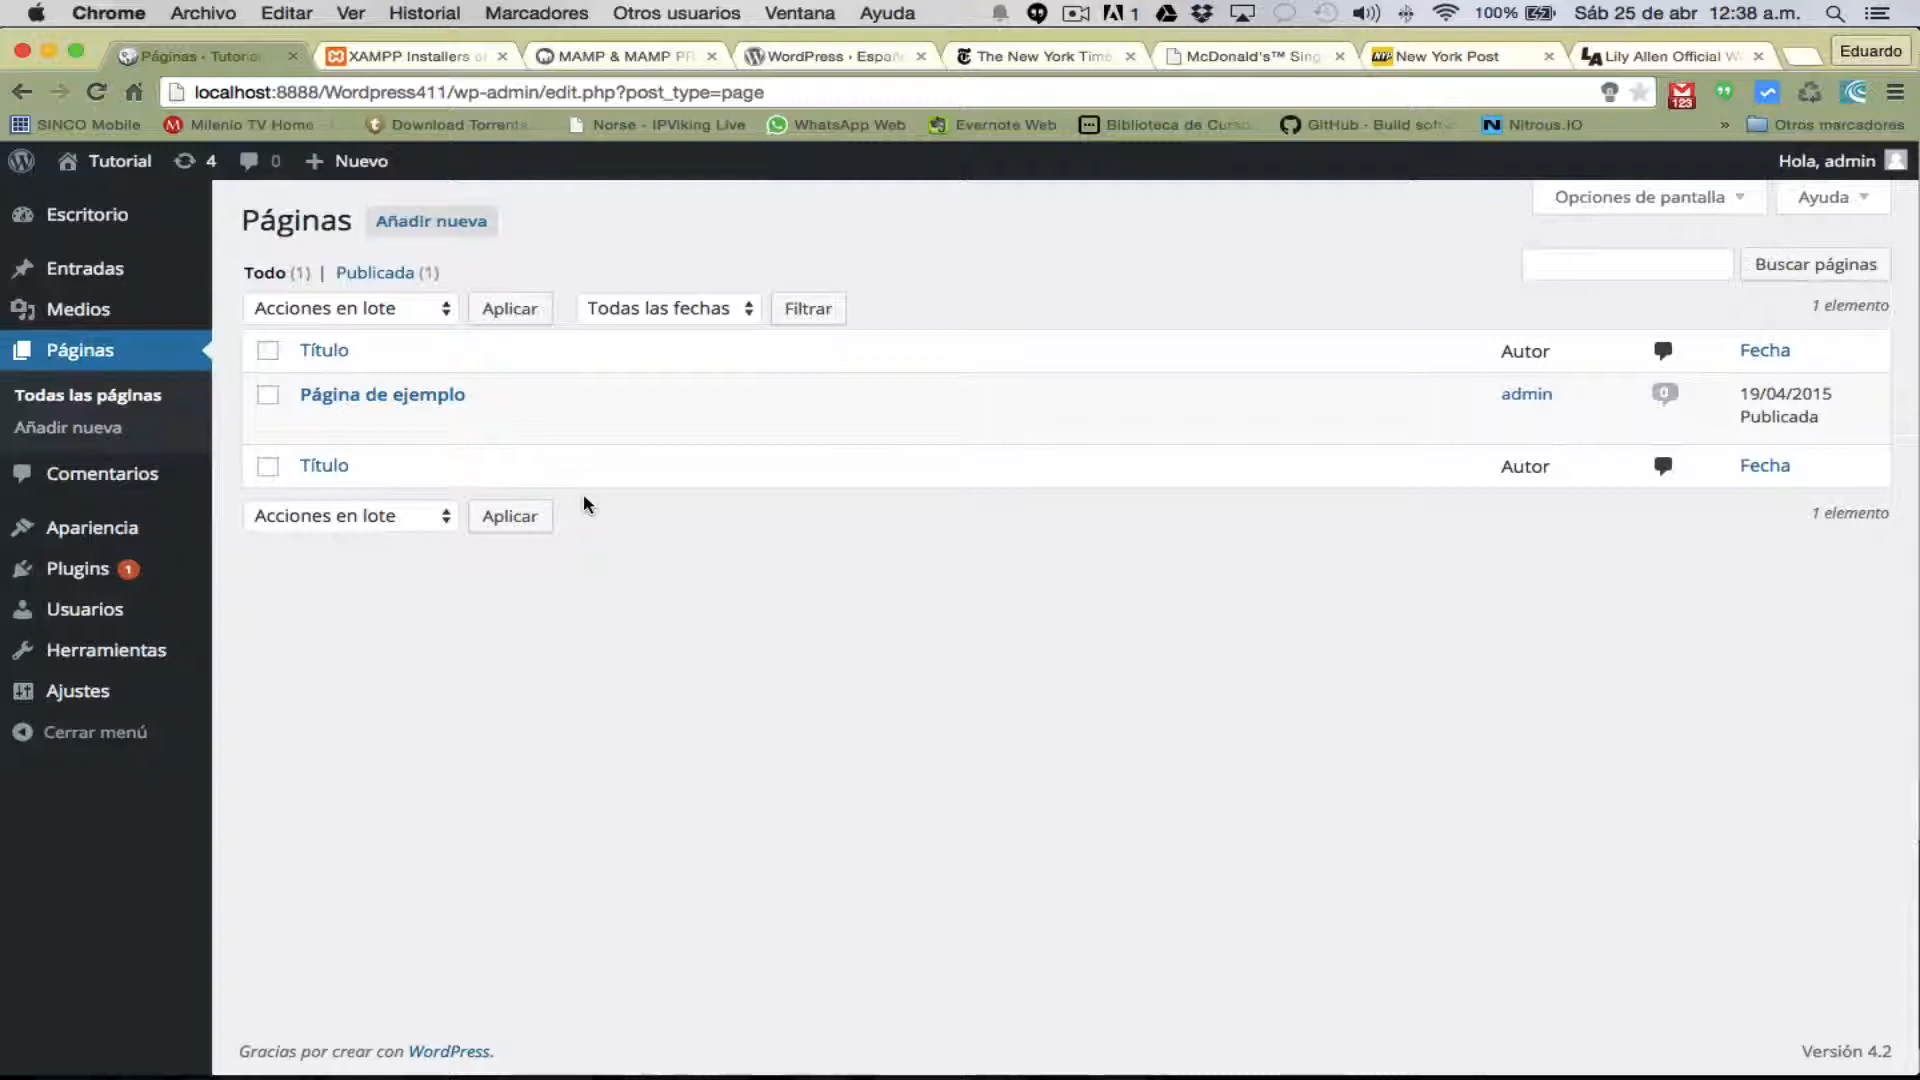 Chrome Archivo Editar Ver Historial Marcadores Otros usuarios Ventana Ayuda 1 100% Sáb 25 de abr 12:38 a.m.
Páginas ‹ Tutorial XAMPP Installers MAMP & MAMP PR WordPress › Españ The New York Time McDonald's™ Sing New York Post Lily Allen Official W Eduardo
localhost:8888/Wordpress411/wp-admin/edit.php?post_type=page 123
SINCO Mobile Milenio TV Home Download Torrents Norse - IPViking Live WhatsApp Web Evernote Web Biblioteca de Curso GitHub · Build soft Nitrous.IO » Otros marcadores
Tutorial 4 0 + Nuevo Hola, admin
Escritorio
Entradas
Medios
Páginas
Todas las páginas
Añadir nueva
Comentarios
Apariencia
Plugins 1
Usuarios
Herramientas
Ajustes
Cerrar menú
Opciones de pantalla Ayuda
Páginas Añadir nueva
Todo (1) | Publicada (1)
Buscar páginas
Acciones en lote Aplicar Todas las fechas Filtrar 1 elemento
Título Autor Fecha
Página de ejemplo admin 0 19/04/2015
Publicada
Título Autor Fecha
Acciones en lote Aplicar 1 elemento
Gracias por crear con WordPress. Versión 4.2